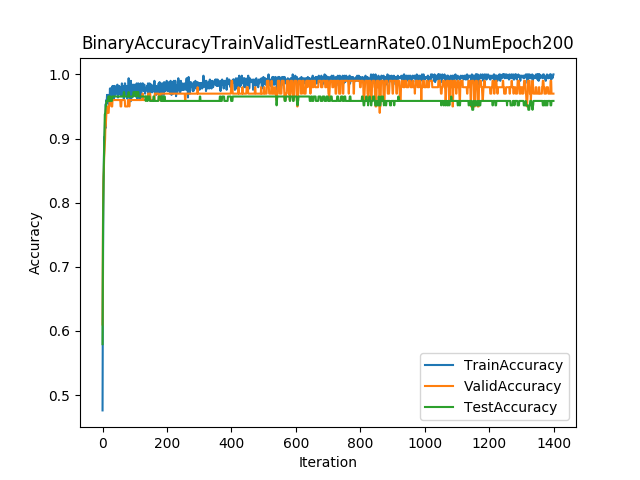 BinaryAccuracyTrainValidTestLearnRate0.01NumEpoch200
1.0
0.9
0.8
0.7
0.6
0.5
Accuracy
0 200 400 600 800 1000 1200 1400
Iteration
TrainAccuracy
ValidAccuracy
TestAccuracy